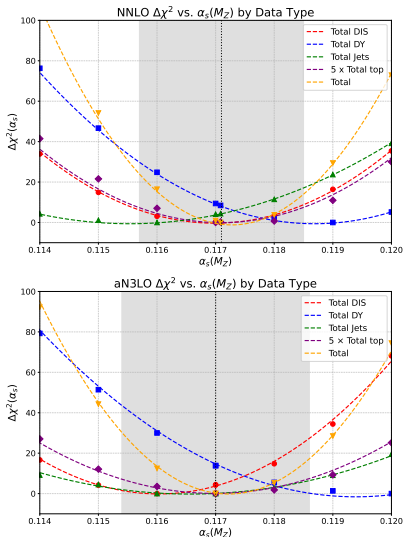 NNLO Δχ² vs. αₛ(M_Z) by Data Type
100
80
60
40
20
0
Δχ²(αₛ)
Total DIS
Total DY
Total Jets
5 x Total top
Total
0.114 0.115 0.116 0.117 0.118 0.119 0.120
αₛ(M_Z)
aN3LO Δχ² vs. αₛ(M_Z) by Data Type
100
80
60
40
20
0
Δχ²(αₛ)
Total DIS
Total DY
Total Jets
5 × Total top
Total
0.114 0.115 0.116 0.117 0.118 0.119 0.120
αₛ(M_Z)